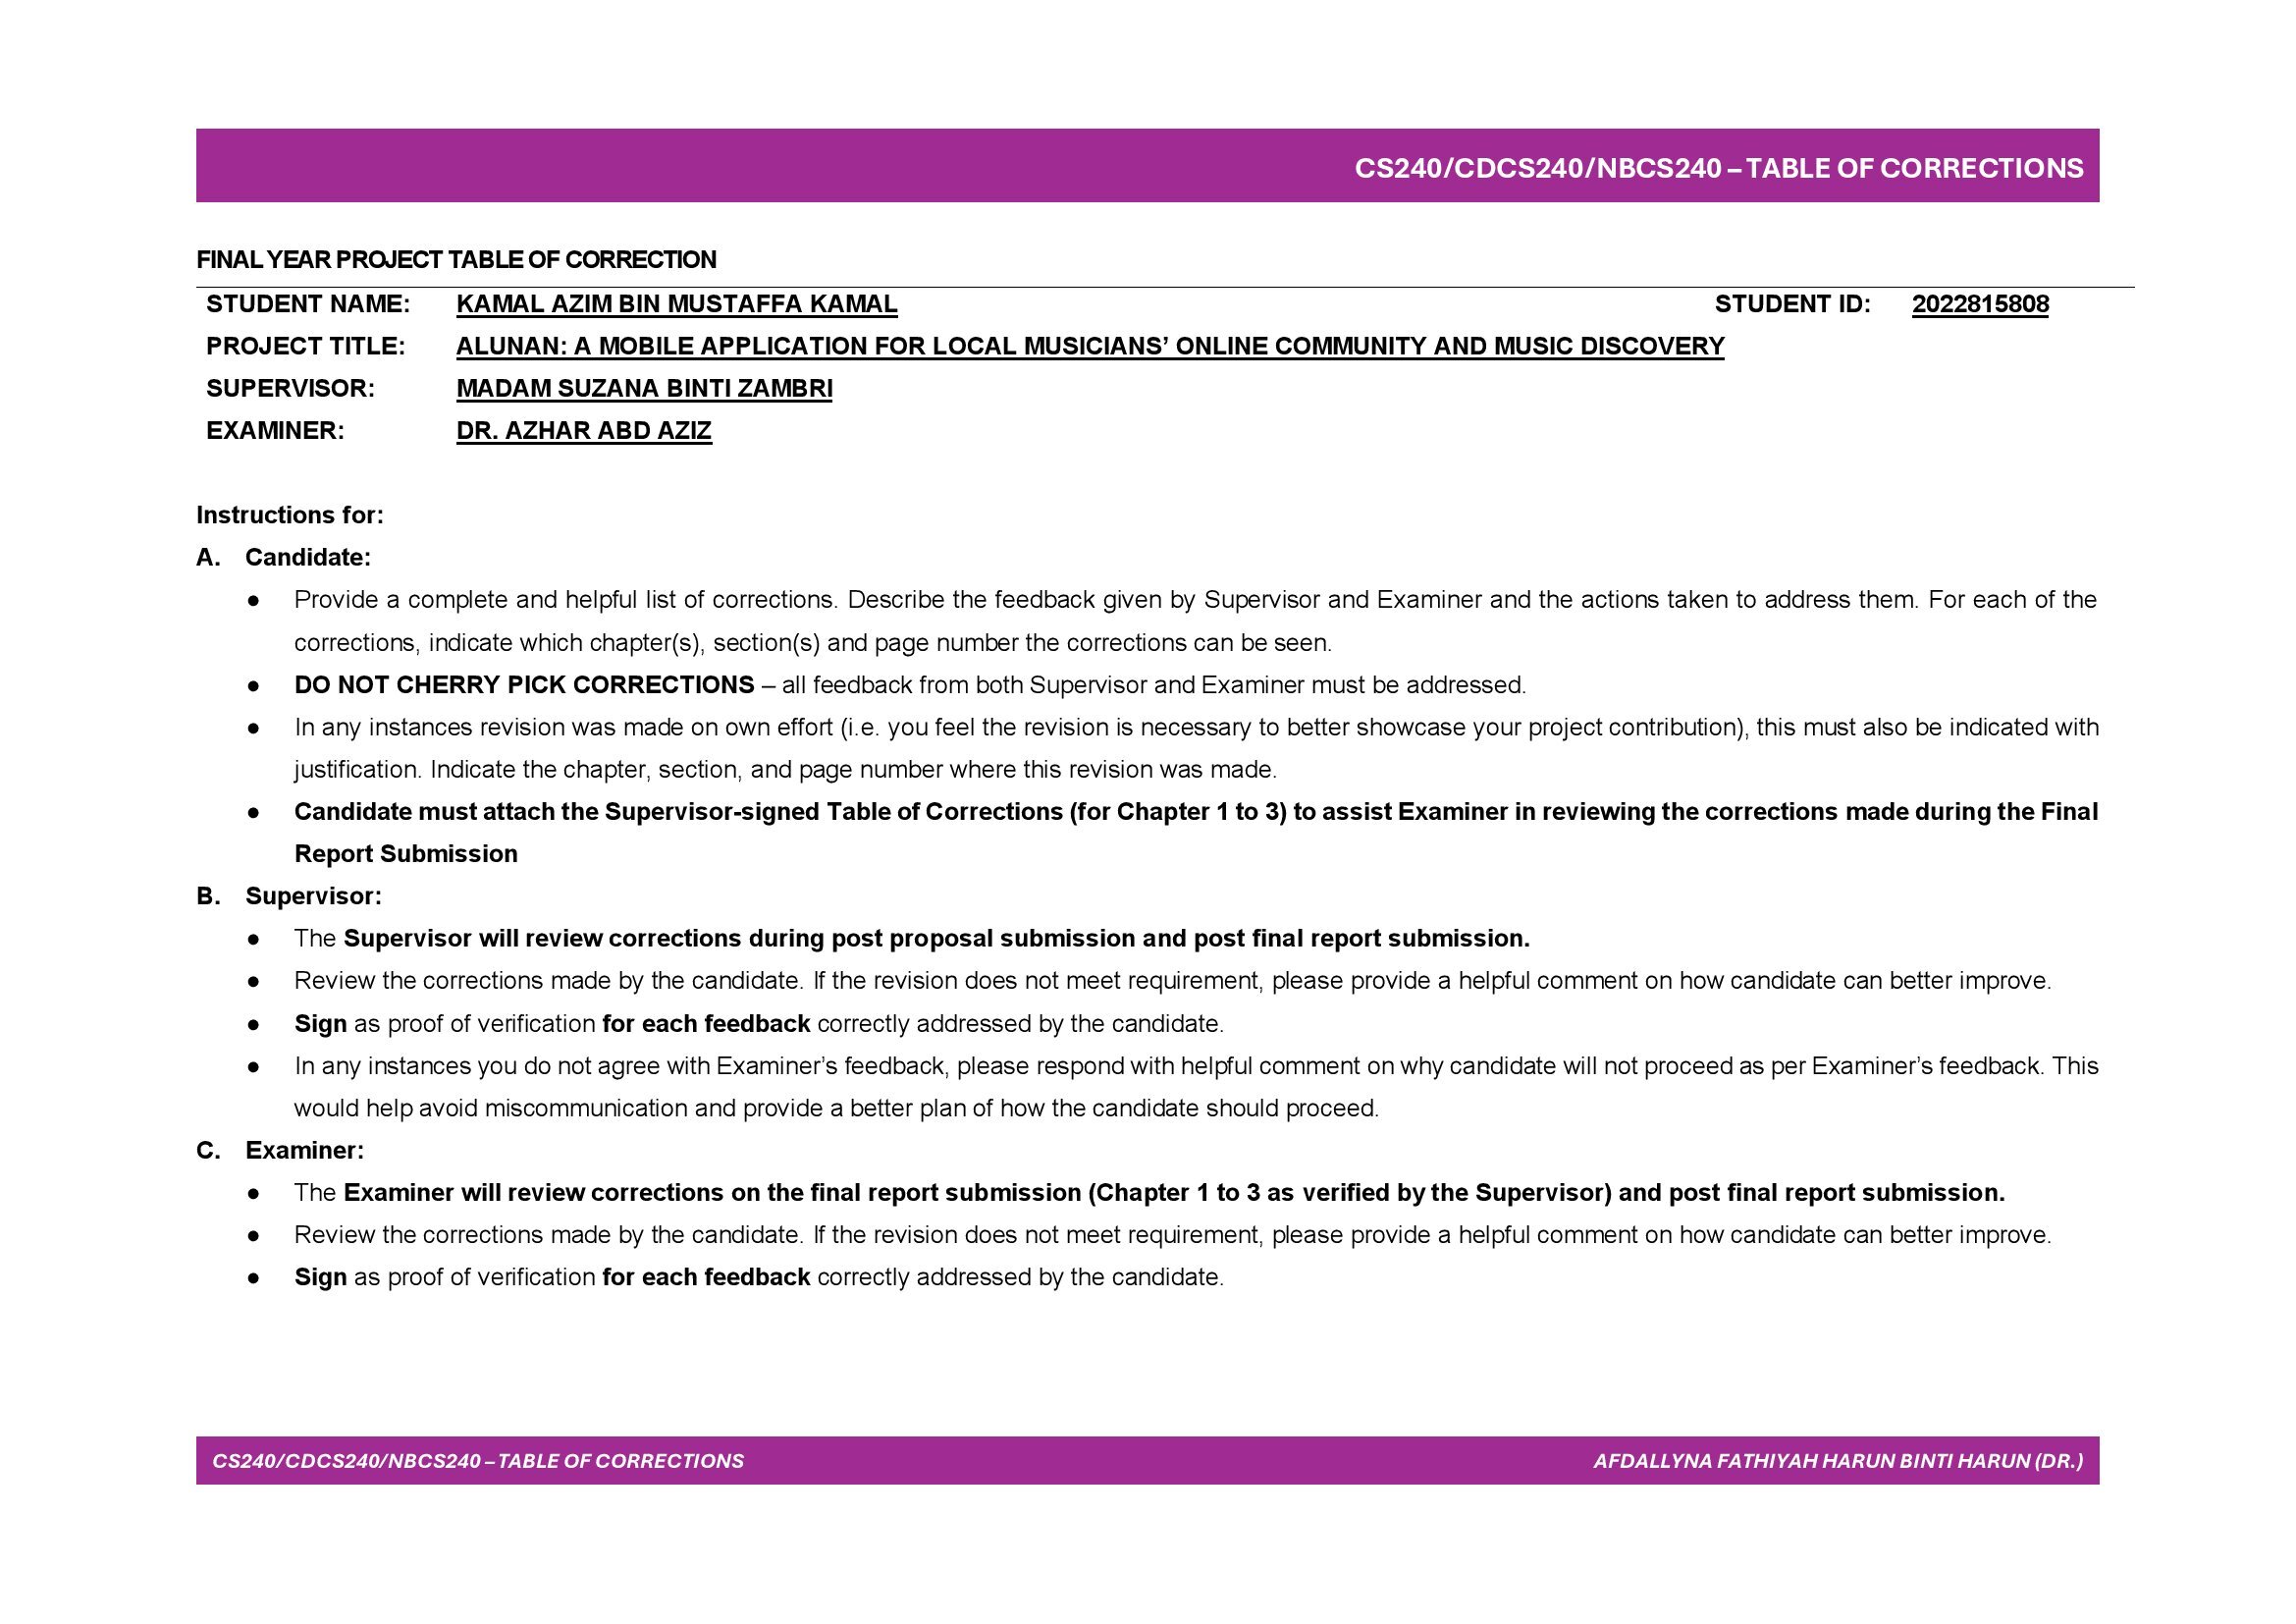 CS240/CDCS240/NBCS240 – TABLE OF CORRECTIONS
FINAL YEAR PROJECT TABLE OF CORRECTION
STUDENT NAME: KAMAL AZIM BIN MUSTAFFA KAMAL STUDENT ID: 2022815808
PROJECT TITLE: ALUNAN: A MOBILE APPLICATION FOR LOCAL MUSICIANS’ ONLINE COMMUNITY AND MUSIC DISCOVERY
SUPERVISOR: MADAM SUZANA BINTI ZAMBRI
EXAMINER: DR. AZHAR ABD AZIZ
Instructions for:
A. Candidate:
● Provide a complete and helpful list of corrections. Describe the feedback given by Supervisor and Examiner and the actions taken to address them. For each of the
corrections, indicate which chapter(s), section(s) and page number the corrections can be seen.
● DO NOT CHERRY PICK CORRECTIONS – all feedback from both Supervisor and Examiner must be addressed.
● In any instances revision was made on own effort (i.e. you feel the revision is necessary to better showcase your project contribution), this must also be indicated with
justification. Indicate the chapter, section, and page number where this revision was made.
● Candidate must attach the Supervisor-signed Table of Corrections (for Chapter 1 to 3) to assist Examiner in reviewing the corrections made during the Final
Report Submission
B. Supervisor:
● The Supervisor will review corrections during post proposal submission and post final report submission.
● Review the corrections made by the candidate. If the revision does not meet requirement, please provide a helpful comment on how candidate can better improve.
● Sign as proof of verification for each feedback correctly addressed by the candidate.
● In any instances you do not agree with Examiner’s feedback, please respond with helpful comment on why candidate will not proceed as per Examiner’s feedback. This
would help avoid miscommunication and provide a better plan of how the candidate should proceed.
C. Examiner:
● The Examiner will review corrections on the final report submission (Chapter 1 to 3 as verified by the Supervisor) and post final report submission.
● Review the corrections made by the candidate. If the revision does not meet requirement, please provide a helpful comment on how candidate can better improve.
● Sign as proof of verification for each feedback correctly addressed by the candidate.
CS240/CDCS240/NBCS240 – TABLE OF CORRECTIONS AFDALLYNA FATHIYAH HARUN BINTI HARUN (DR.)